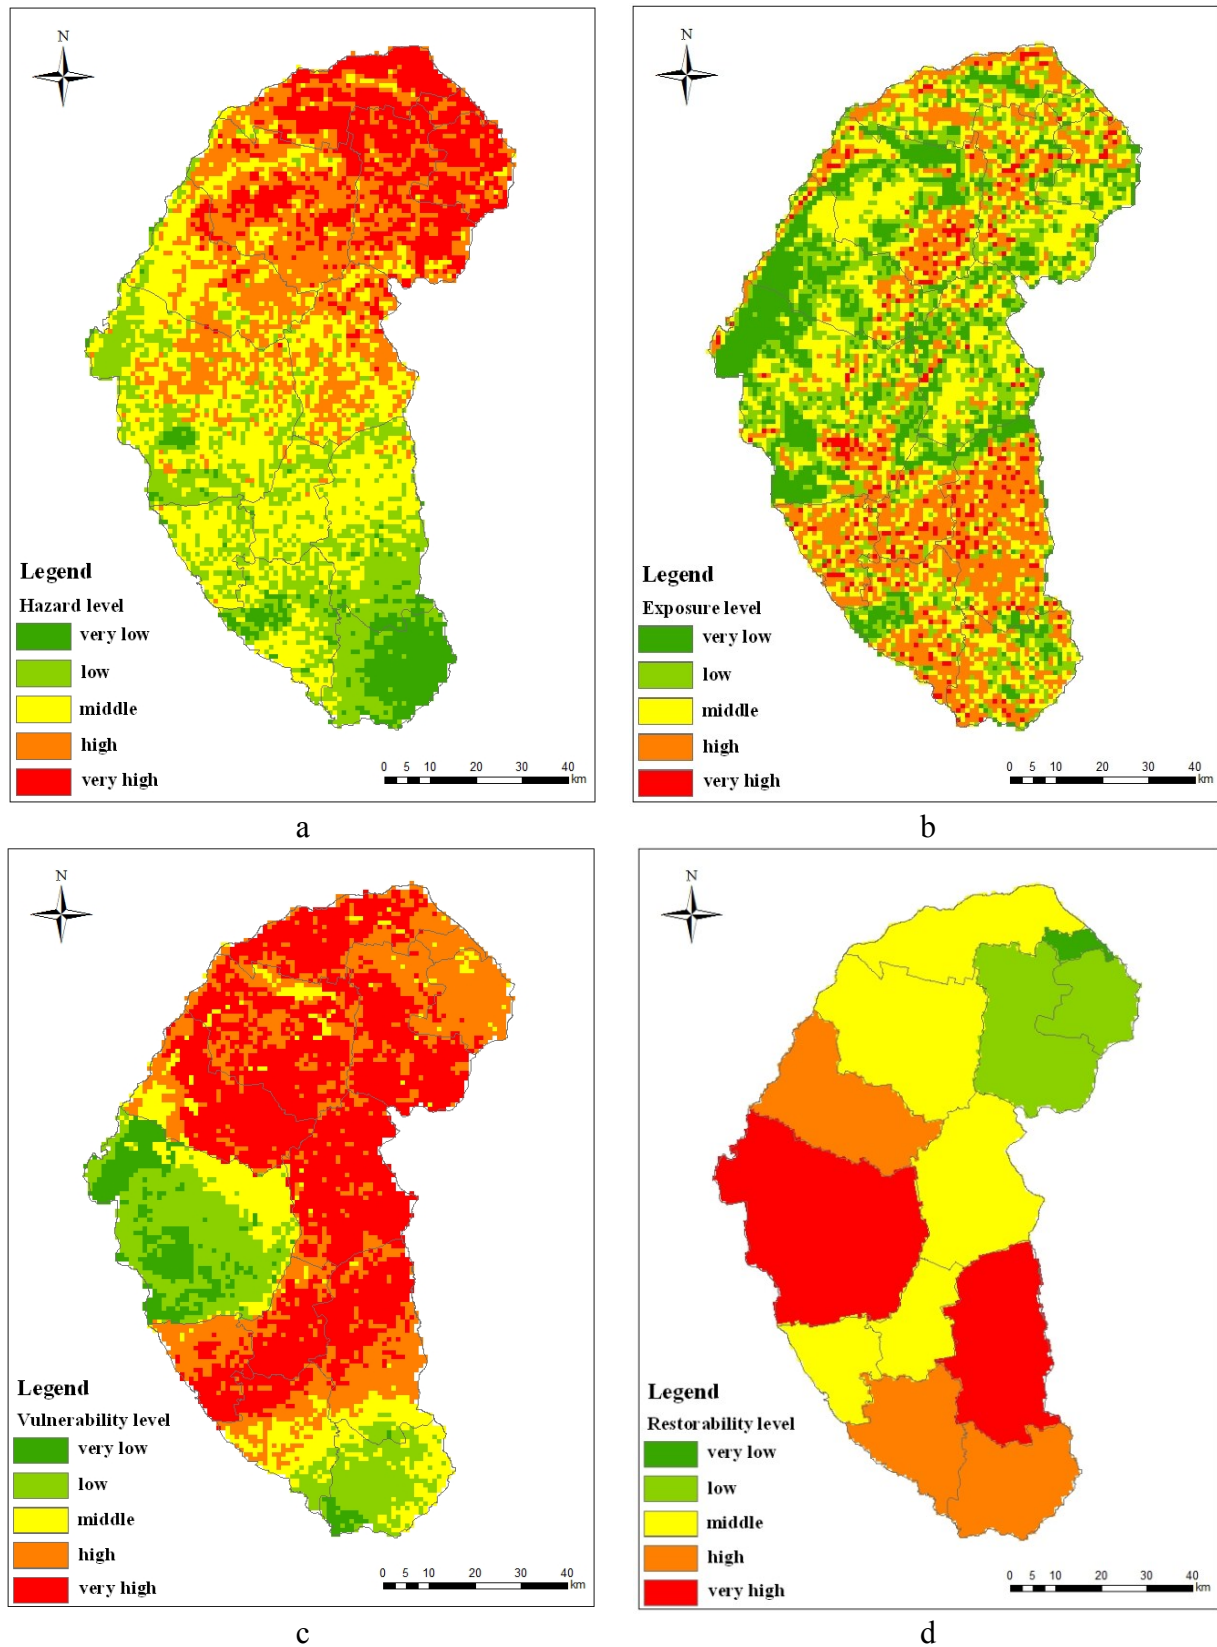 N
Legend
Hazard level
very low
low
middle
high
very high
0 5 10 20 30 40
km
a
N
Legend
Exposure level
very low
low
middle
high
very high
0 5 10 20 30 40
km
b
N
Legend
Vulnerability level
very low
low
middle
high
very high
0 5 10 20 30 40
km
c
N
Legend
Restorability level
very low
low
middle
high
very high
0 5 10 20 30 40
km
d